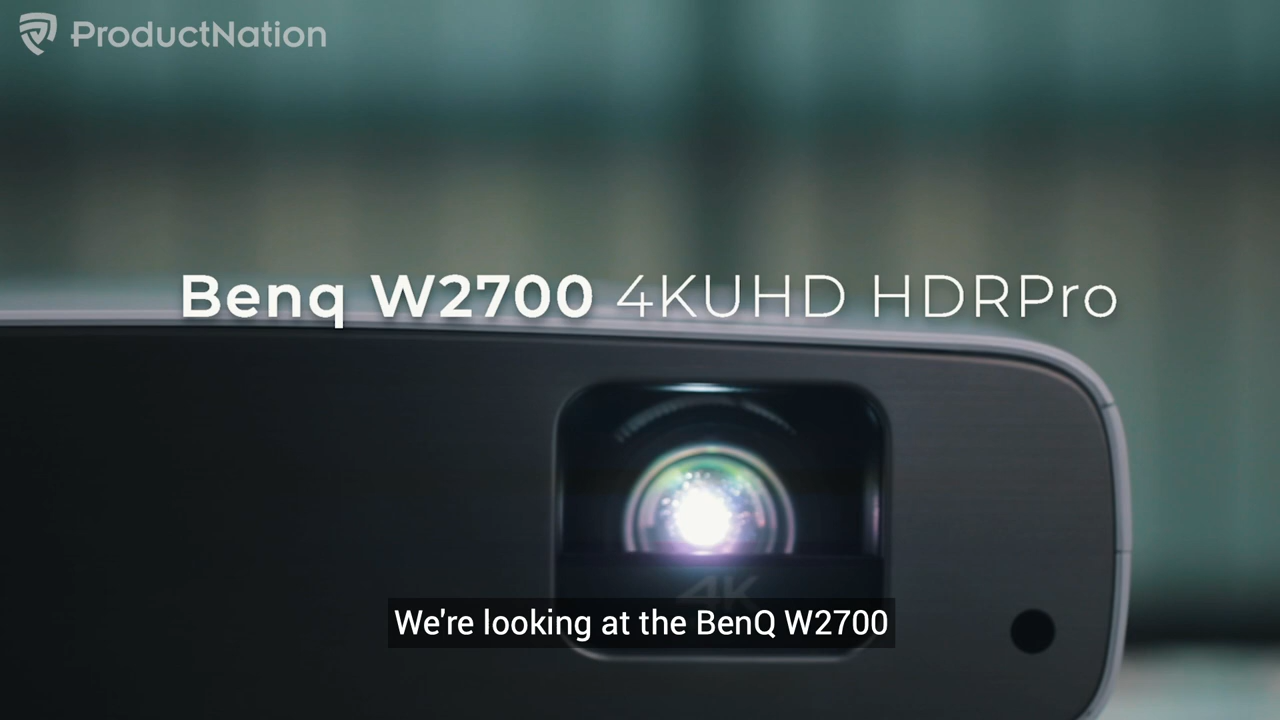 ProductNation
Benq W2700 4KUHD HDRPro
4K
We're looking at the BenQ W2700